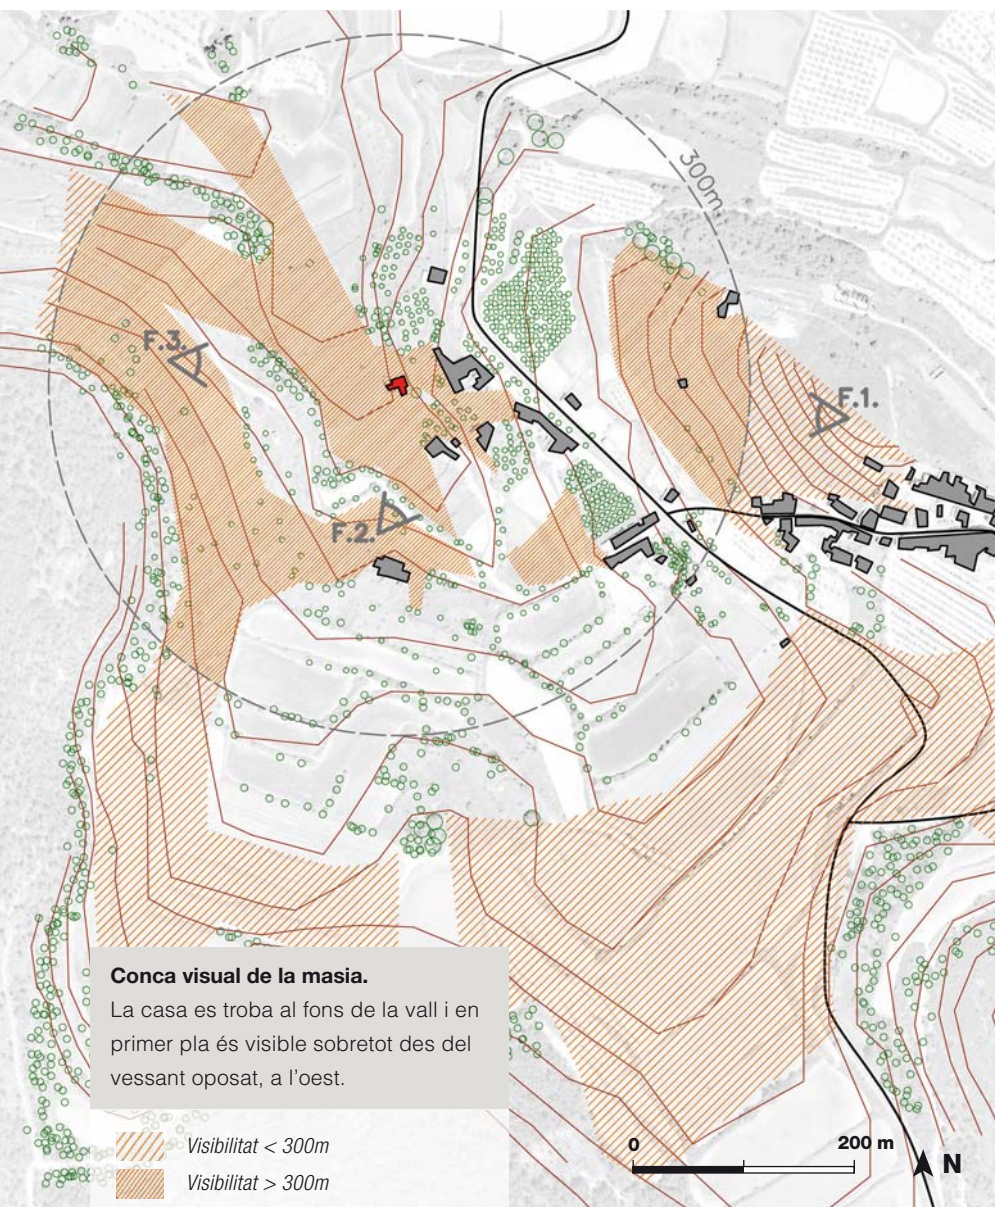 300m
F.3.
F.1.
F.2.
Conca visual de la masia.
La casa es troba al fons de la vall i en
primer pla és visible sobretot des del
vessant oposat, a l'oest.
Visibilitat < 300m
Visibilitat > 300m
0
200 m
N